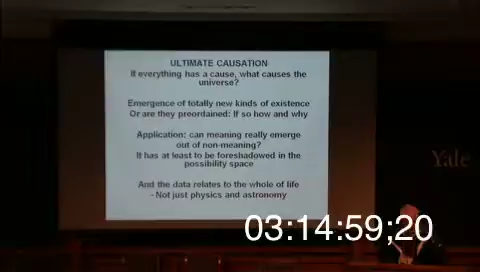 ULTIMATE CAUSATION
If everything has a cause, what causes the
universe?
Emergence of totally new kinds of existence
Or are they preordained: If so how and why
Application: can meaning really emerge
out of non-meaning?
It has at least to be foreshadowed in the
possibility space
And the data relates to the whole of life
- Not just physics and astronomy
Yale
03:14:59;20